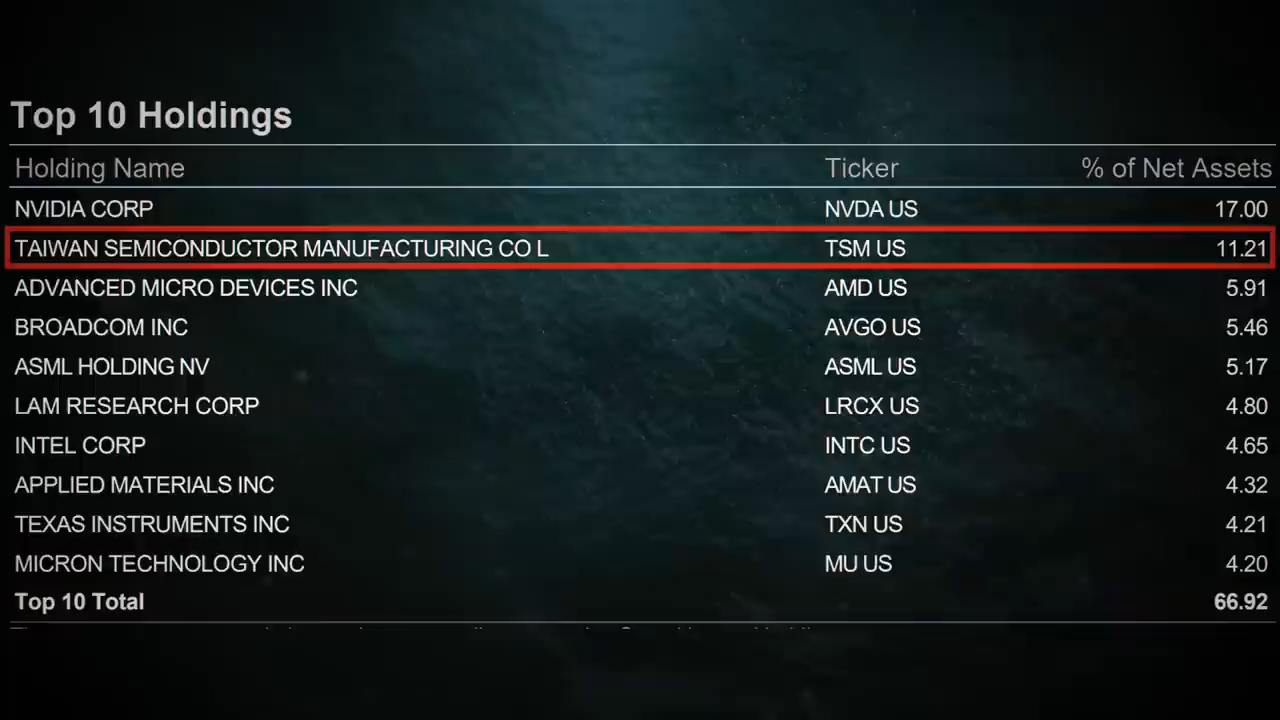 Top 10 Holdings
Holding Name Ticker % of Net Assets
NVIDIA CORP NVDA US 17.00
TAIWAN SEMICONDUCTOR MANUFACTURING CO L TSM US 11.21
ADVANCED MICRO DEVICES INC AMD US 5.91
BROADCOM INC AVGO US 5.46
ASML HOLDING NV ASML US 5.17
LAM RESEARCH CORP LRCX US 4.80
INTEL CORP INTC US 4.65
APPLIED MATERIALS INC AMAT US 4.32
TEXAS INSTRUMENTS INC TXN US 4.21
MICRON TECHNOLOGY INC MU US 4.20
Top 10 Total 66.92